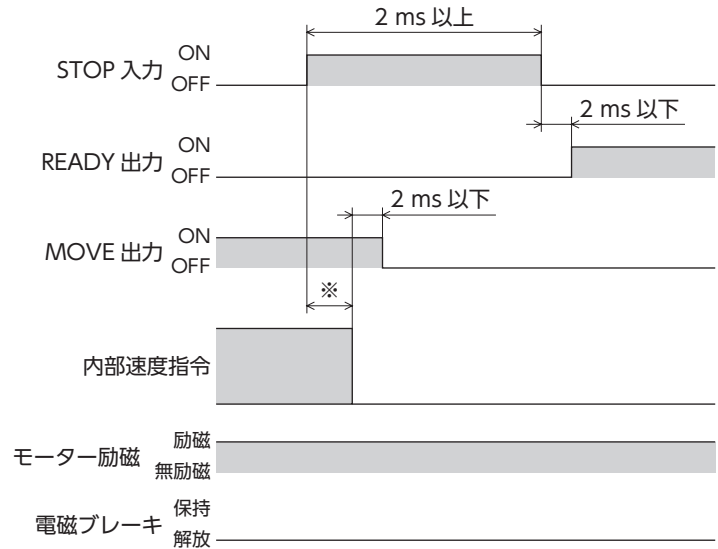 2 ms 以上
STOP 入力 ON
OFF
2 ms 以下
READY 出力 ON
OFF
2 ms 以下
MOVE 出力 ON
OFF
※
内部速度指令
モーター励磁 励磁
無励磁
電磁ブレーキ 保持
解放